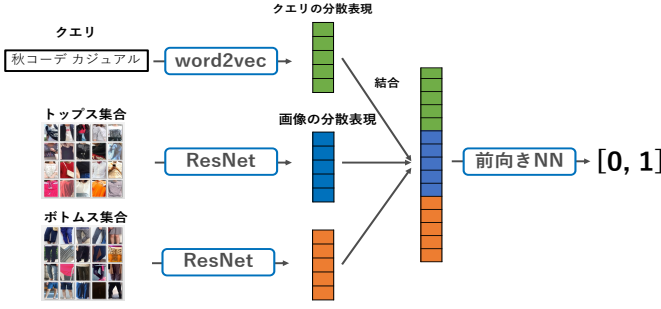 クエリの分散表現
クエリ
秋コーデ カジュアル
word2vec
結合
トップス集合
画像の分散表現
ResNet
前向きNN
[0, 1]
ボトムス集合
ResNet